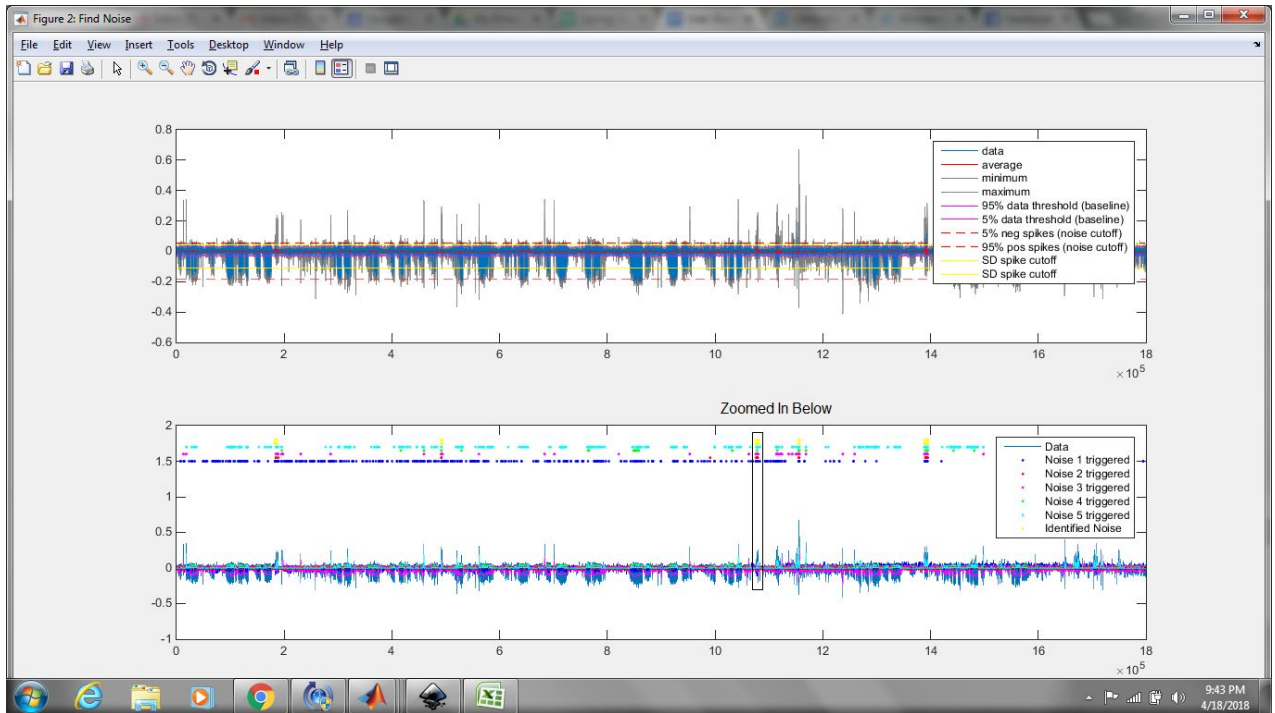 Figure 2: Find Noise
File Edit View Insert Tools Desktop Window Help
0.8
0.6
0.4
0.2
0
-0.2
-0.4
-0.6
0 2 4 6 8 10 12 14 16 18
×10^5
data
average
minimum
maximum
95% data threshold (baseline)
5% data threshold (baseline)
5% neg spikes (noise cutoff)
95% pos spikes (noise cutoff)
SD spike cutoff
SD spike cutoff
Zoomed In Below
2
1.5
1
0.5
0
-0.5
-1
0 2 4 6 8 10 12 14 16 18
×10^5
Data
Noise 1 triggered
Noise 2 triggered
Noise 3 triggered
Noise 4 triggered
Noise 5 triggered
Identified Noise
9:43 PM
4/18/2018